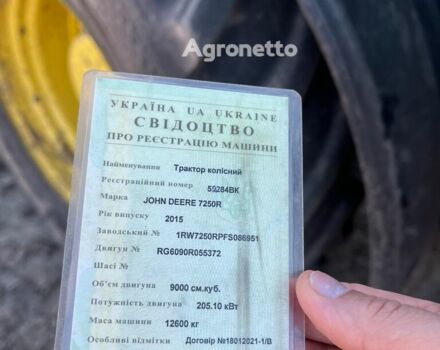 Agronetto
УКРАЇНА UA UKRAINE
СВІДОЦТВО
ПРО РЕЄСТРАЦІЮ МАШИНИ
Найменування Трактор колісний
Реєстраційний номер 59284ВК
Марка JOHN DEERE 7250R
Рік випуску 2015
Заводський № 1RW7250RPFS086951
Двигун № RG6090R055372
Шасі №
Об'єм двигуна 9000 см.куб.
Потужність двигуна 205.10 кВт
Маса машини 12600 кг
Особливі відмітки Договір №18012021-1/В